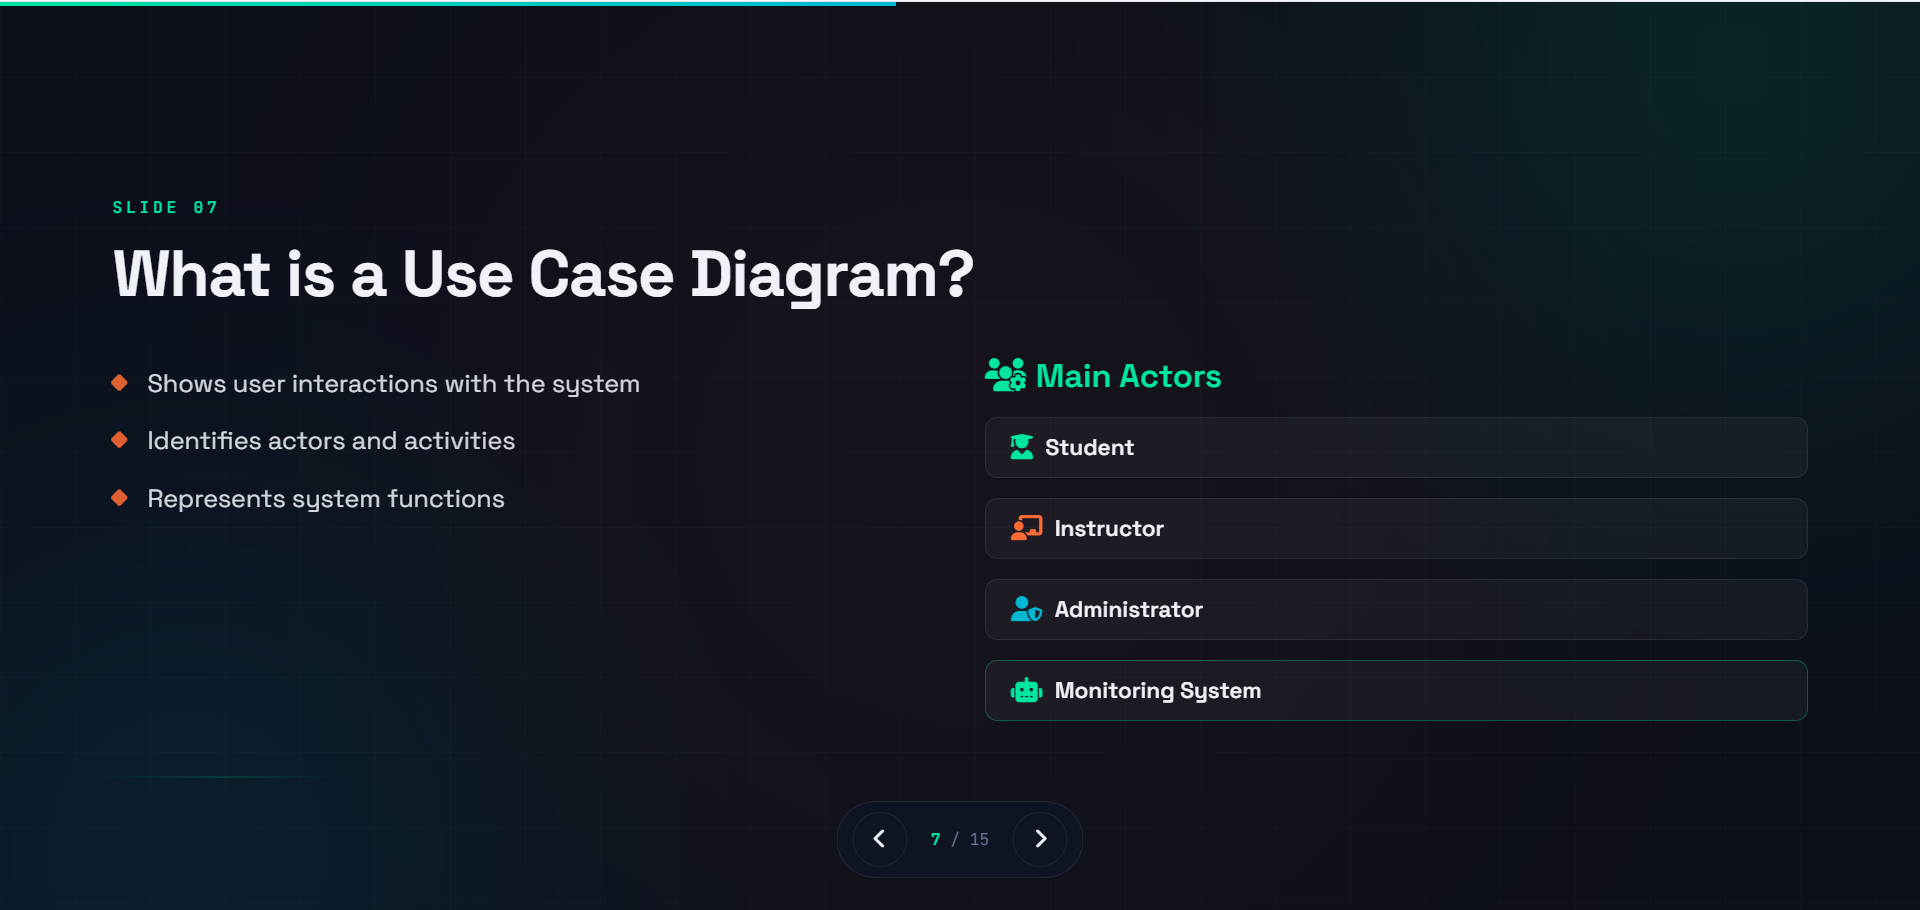 SLIDE 07
What is a Use Case Diagram?
Shows user interactions with the system
Identifies actors and activities
Represents system functions
Main Actors
Student
Instructor
Administrator
Monitoring System
7 / 15